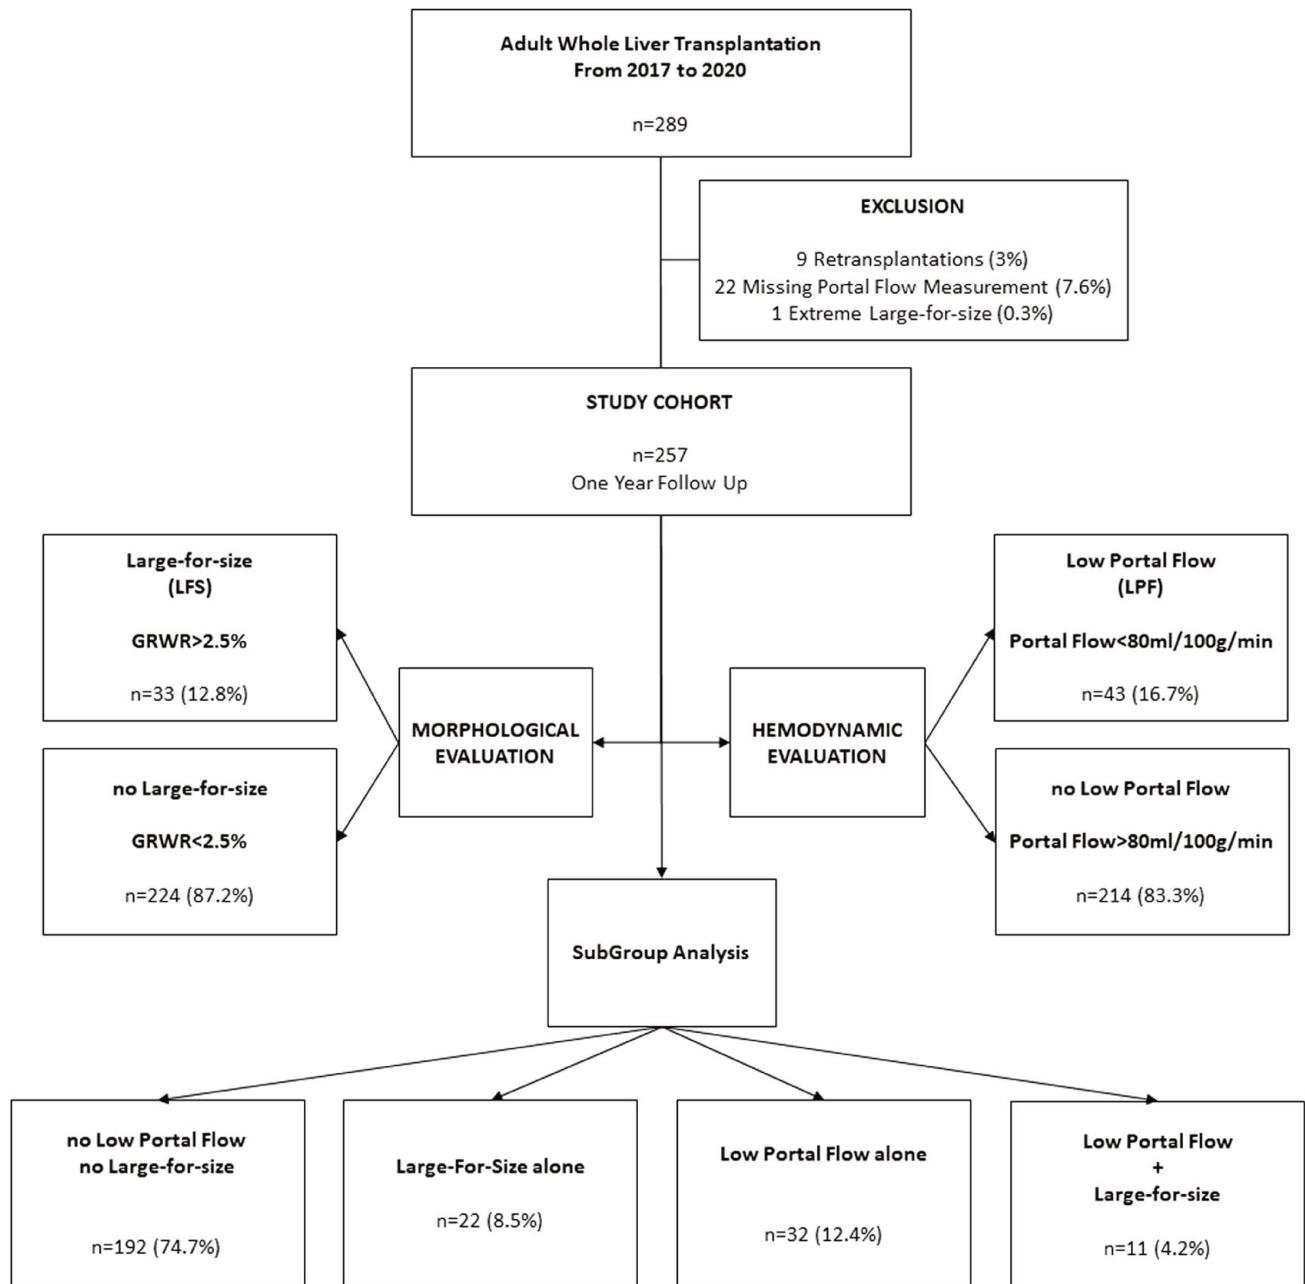 Adult Whole Liver Transplantation
From 2017 to 2020
n=289
EXCLUSION
9 Retransplantations (3%)
22 Missing Portal Flow Measurement (7.6%)
1 Extreme Large-for-size (0.3%)
STUDY COHORT
n=257
One Year Follow Up
Large-for-size
(LFS)
GRWR>2.5%
n=33 (12.8%)
Low Portal Flow
(LPF)
Portal Flow<80ml/100g/min
n=43 (16.7%)
MORPHOLOGICAL
EVALUATION
HEMODYNAMIC
EVALUATION
no Large-for-size
GRWR<2.5%
n=224 (87.2%)
no Low Portal Flow
Portal Flow>80ml/100g/min
n=214 (83.3%)
SubGroup Analysis
no Low Portal Flow
no Large-for-size
n=192 (74.7%)
Large-For-Size alone
n=22 (8.5%)
Low Portal Flow alone
n=32 (12.4%)
Low Portal Flow
+
Large-for-size
n=11 (4.2%)